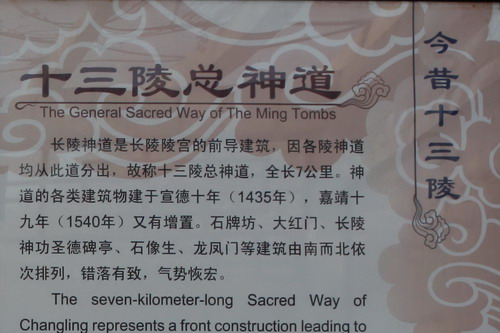 十三陵总神道
The General Sacred Way of The Ming Tombs
长陵神道是长陵陵宫的前导建筑，因各陵神道
均从此道分出，故称十三陵总神道，全长7公里。神
道的各类建筑物建于宣德十年（1435年），嘉靖十
九年（1540年）又有增置。石牌坊、大红门、长陵
神功圣德碑亭、石像生、龙凤门等建筑由南而北依
次排列，错落有致，气势恢宏。
The seven-kilometer-long Sacred Way of
Changling represents a front construction leading to
今昔十三陵